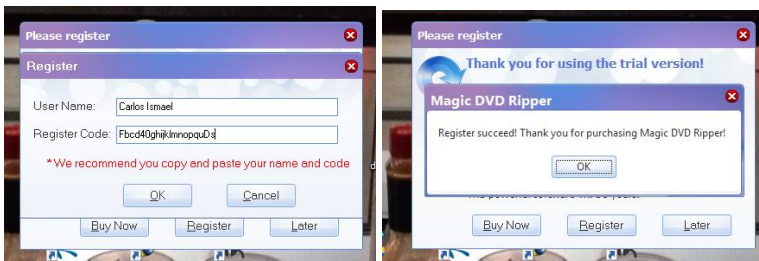 Please register
Register
User Name: Carlos Ismael
Register Code: Fbcd40ghijklmnopquDs
*We recommend you copy and paste your name and code
OK Cancel
Buy Now Register Later
Please register
Thank you for using the trial version!
Magic DVD Ripper
Register succeed! Thank you for purchasing Magic DVD Ripper!
OK
Buy Now Register Later